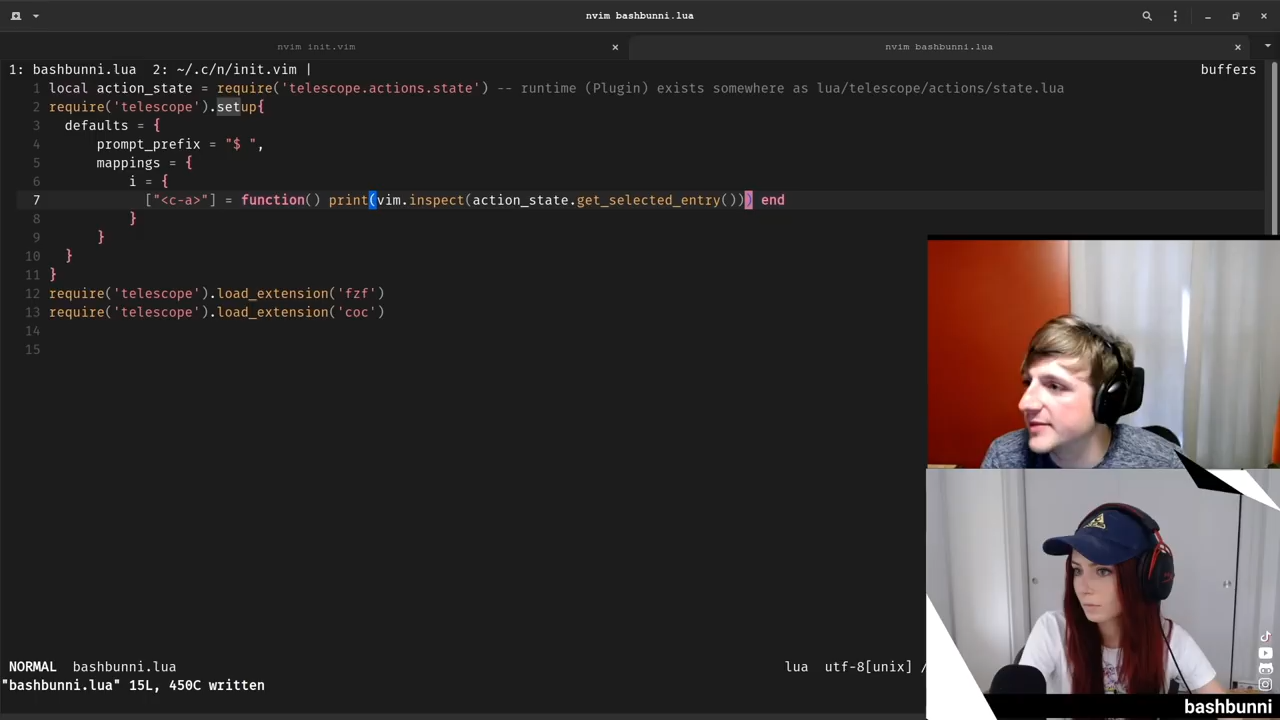 nvim bashbunni.lua
nvim init.vim
nvim bashbunni.lua
1: bashbunni.lua  2: ~/.c/n/init.vim |
buffers
1 local action_state = require('telescope.actions.state') -- runtime (Plugin) exists somewhere as lua/telescope/actions/state.lua
2 require('telescope').setup{
3   defaults = {
4       prompt_prefix = "$ ",
5       mappings = {
6           i = {
7             ["<c-a>"] = function() print(vim.inspect(action_state.get_selected_entry())) end
8           }
9       }
10   }
11 }
12 require('telescope').load_extension('fzf')
13 require('telescope').load_extension('coc')
14
15
NORMAL  bashbunni.lua
lua  utf-8[unix] /
"bashbunni.lua" 15L, 450C written
bashbunni